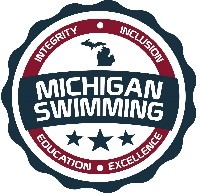 INTEGRITY • INCLUSION
MICHIGAN
SWIMMING
EDUCATION • EXCELLENCE